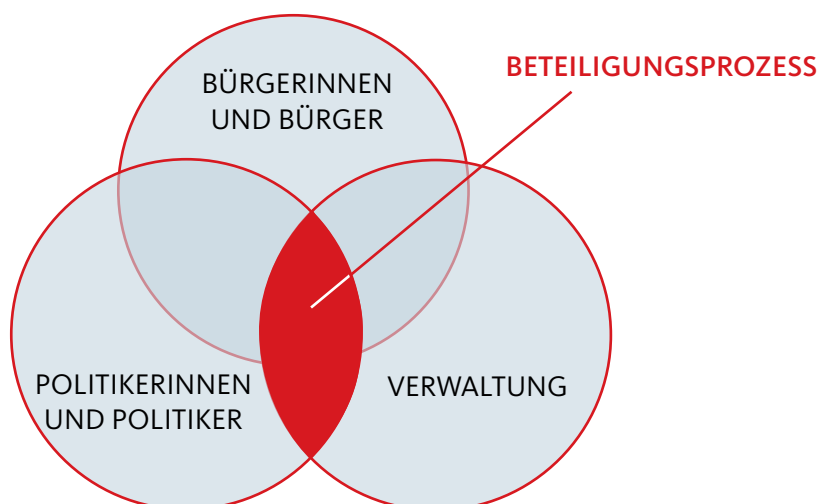 BÜRGERINNEN
UND BÜRGER
BETEILIGUNGSPROZESS
POLITIKERINNEN
UND POLITIKER
VERWALTUNG